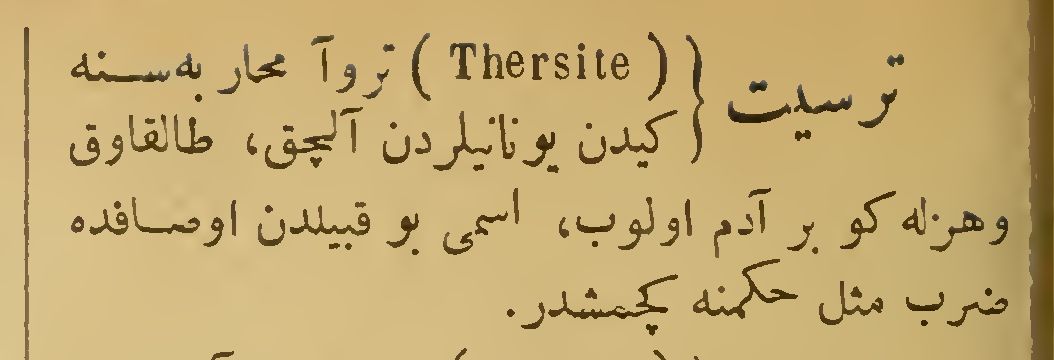 ترسیت { ( Thersite ) تروآ محاربه‌سنه
کیدن یونانیلردن آلچق، طالقاوق
وهزله کو بر آدم اولوب، اسمی بو قبیلدن اوصافده
ضرب مثل حکمنه کچمشدر.